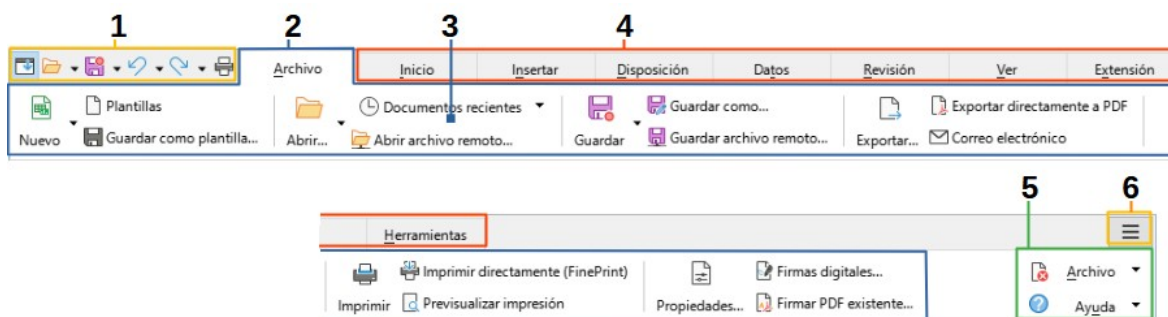 1 2 3 4
Archivo Inicio Insertar Disposición Datos Revisión Ver Extensión
Plantillas Documentos recientes Guardar como... Exportar directamente a PDF
Nuevo Guardar como plantilla... Abrir... Abrir archivo remoto... Guardar Guardar archivo remoto... Exportar... Correo electrónico
5 6
Herramientas
Imprimir directamente (FinePrint) Firmas digitales... Archivo
Imprimir Previsualizar impresión Propiedades... Firmar PDF existente... Ayuda